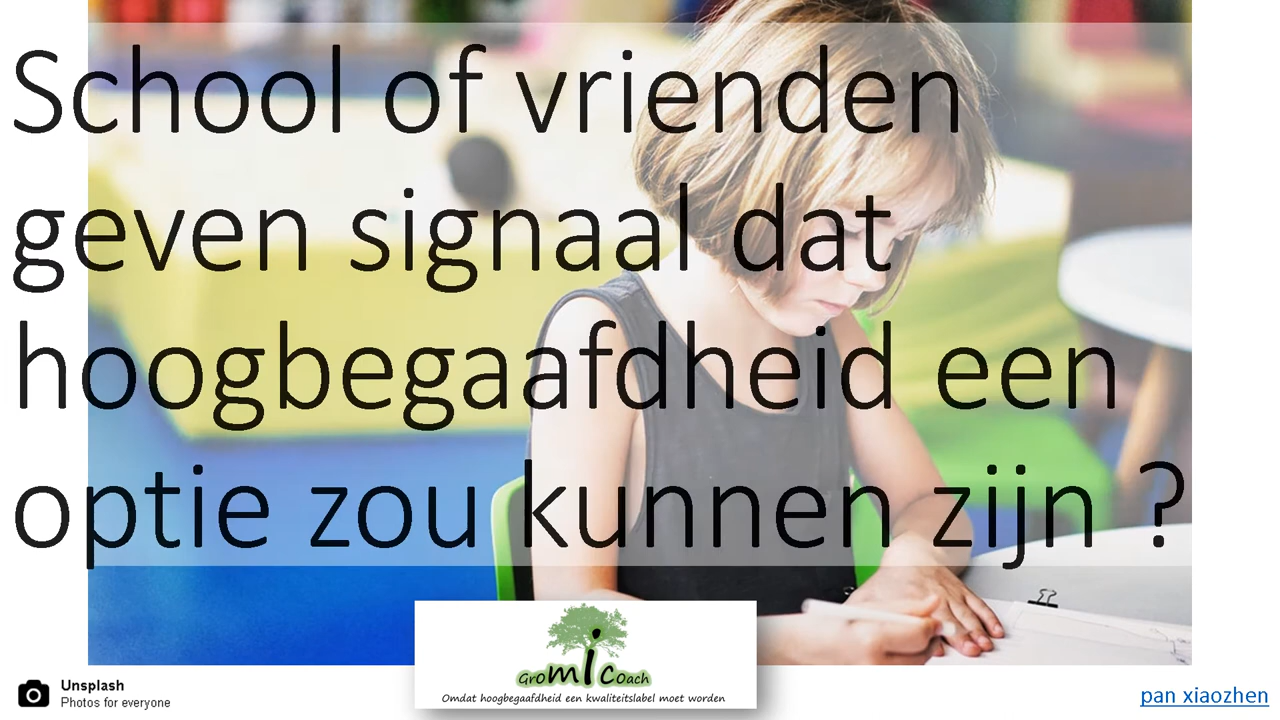 School of vrienden
geven signaal dat
hoogbegaafdheid een
optie zou kunnen zijn ?
GromiCoach
Omdat hoogbegaafdheid een kwaliteitslabel moet worden
Unsplash
Photos for everyone
pan xiaozhen